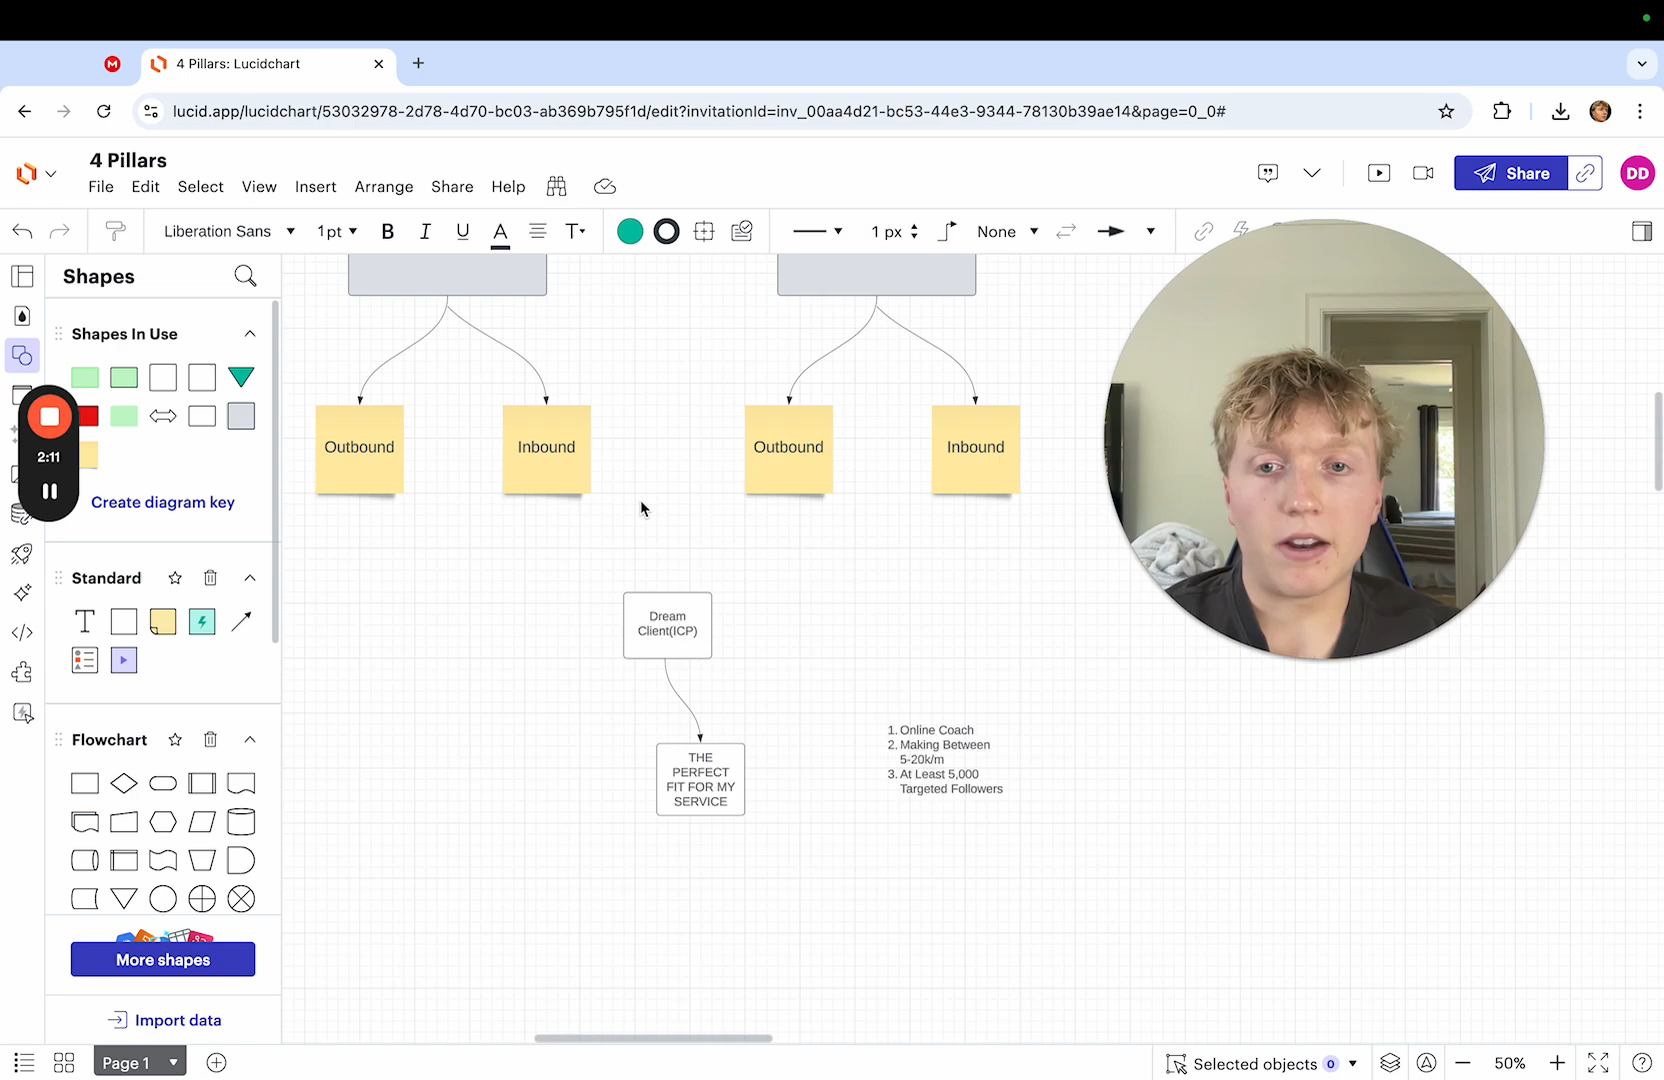 4 Pillars: Lucidchart
lucid.app/lucidchart/53032978-2d78-4d70-bc03-ab369b795f1d/edit?invitationId=inv_00aa4d21-bc53-44e3-9344-78130b39ae14&page=0_0#
4 Pillars
File Edit Select View Insert Arrange Share Help
Share
DD
Liberation Sans 1pt B I U A T 1 px None
Shapes
Shapes In Use
2:11
Create diagram key
Standard
T
Flowchart
More shapes
Import data
Outbound
Inbound
Outbound
Inbound
Dream
Client(ICP)
THE
PERFECT
FIT FOR MY
SERVICE
1. Online Coach
2. Making Between
5-20k/m
3. At Least 5,000
Targeted Followers
Page 1
Selected objects 0
50%